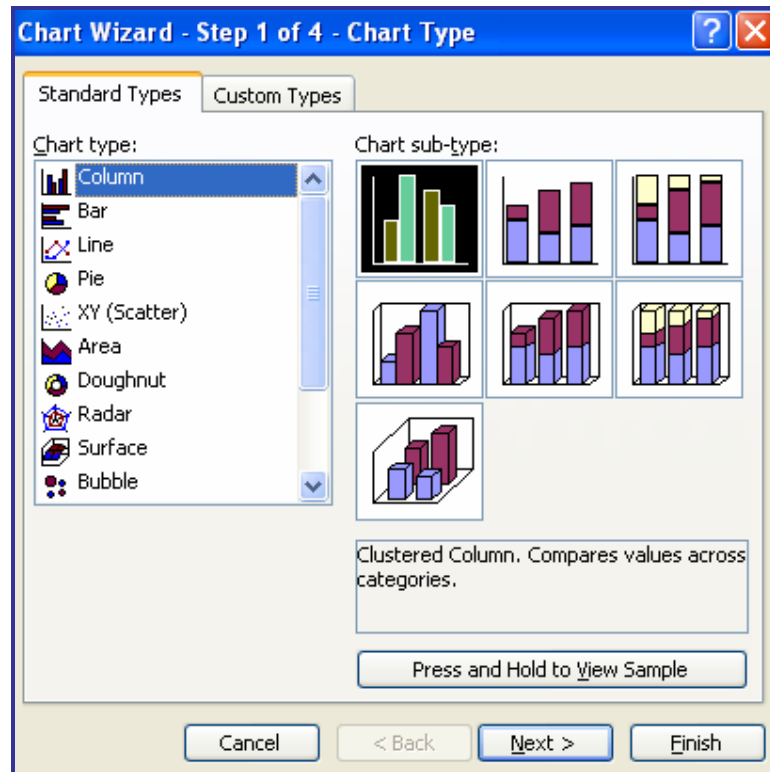 Chart Wizard - Step 1 of 4 - Chart Type
Standard Types
Custom Types
Chart type:
Column
Bar
Line
Pie
XY (Scatter)
Area
Doughnut
Radar
Surface
Bubble
Chart sub-type:
Clustered Column. Compares values across
categories.
Press and Hold to View Sample
Cancel
< Back
Next >
Finish